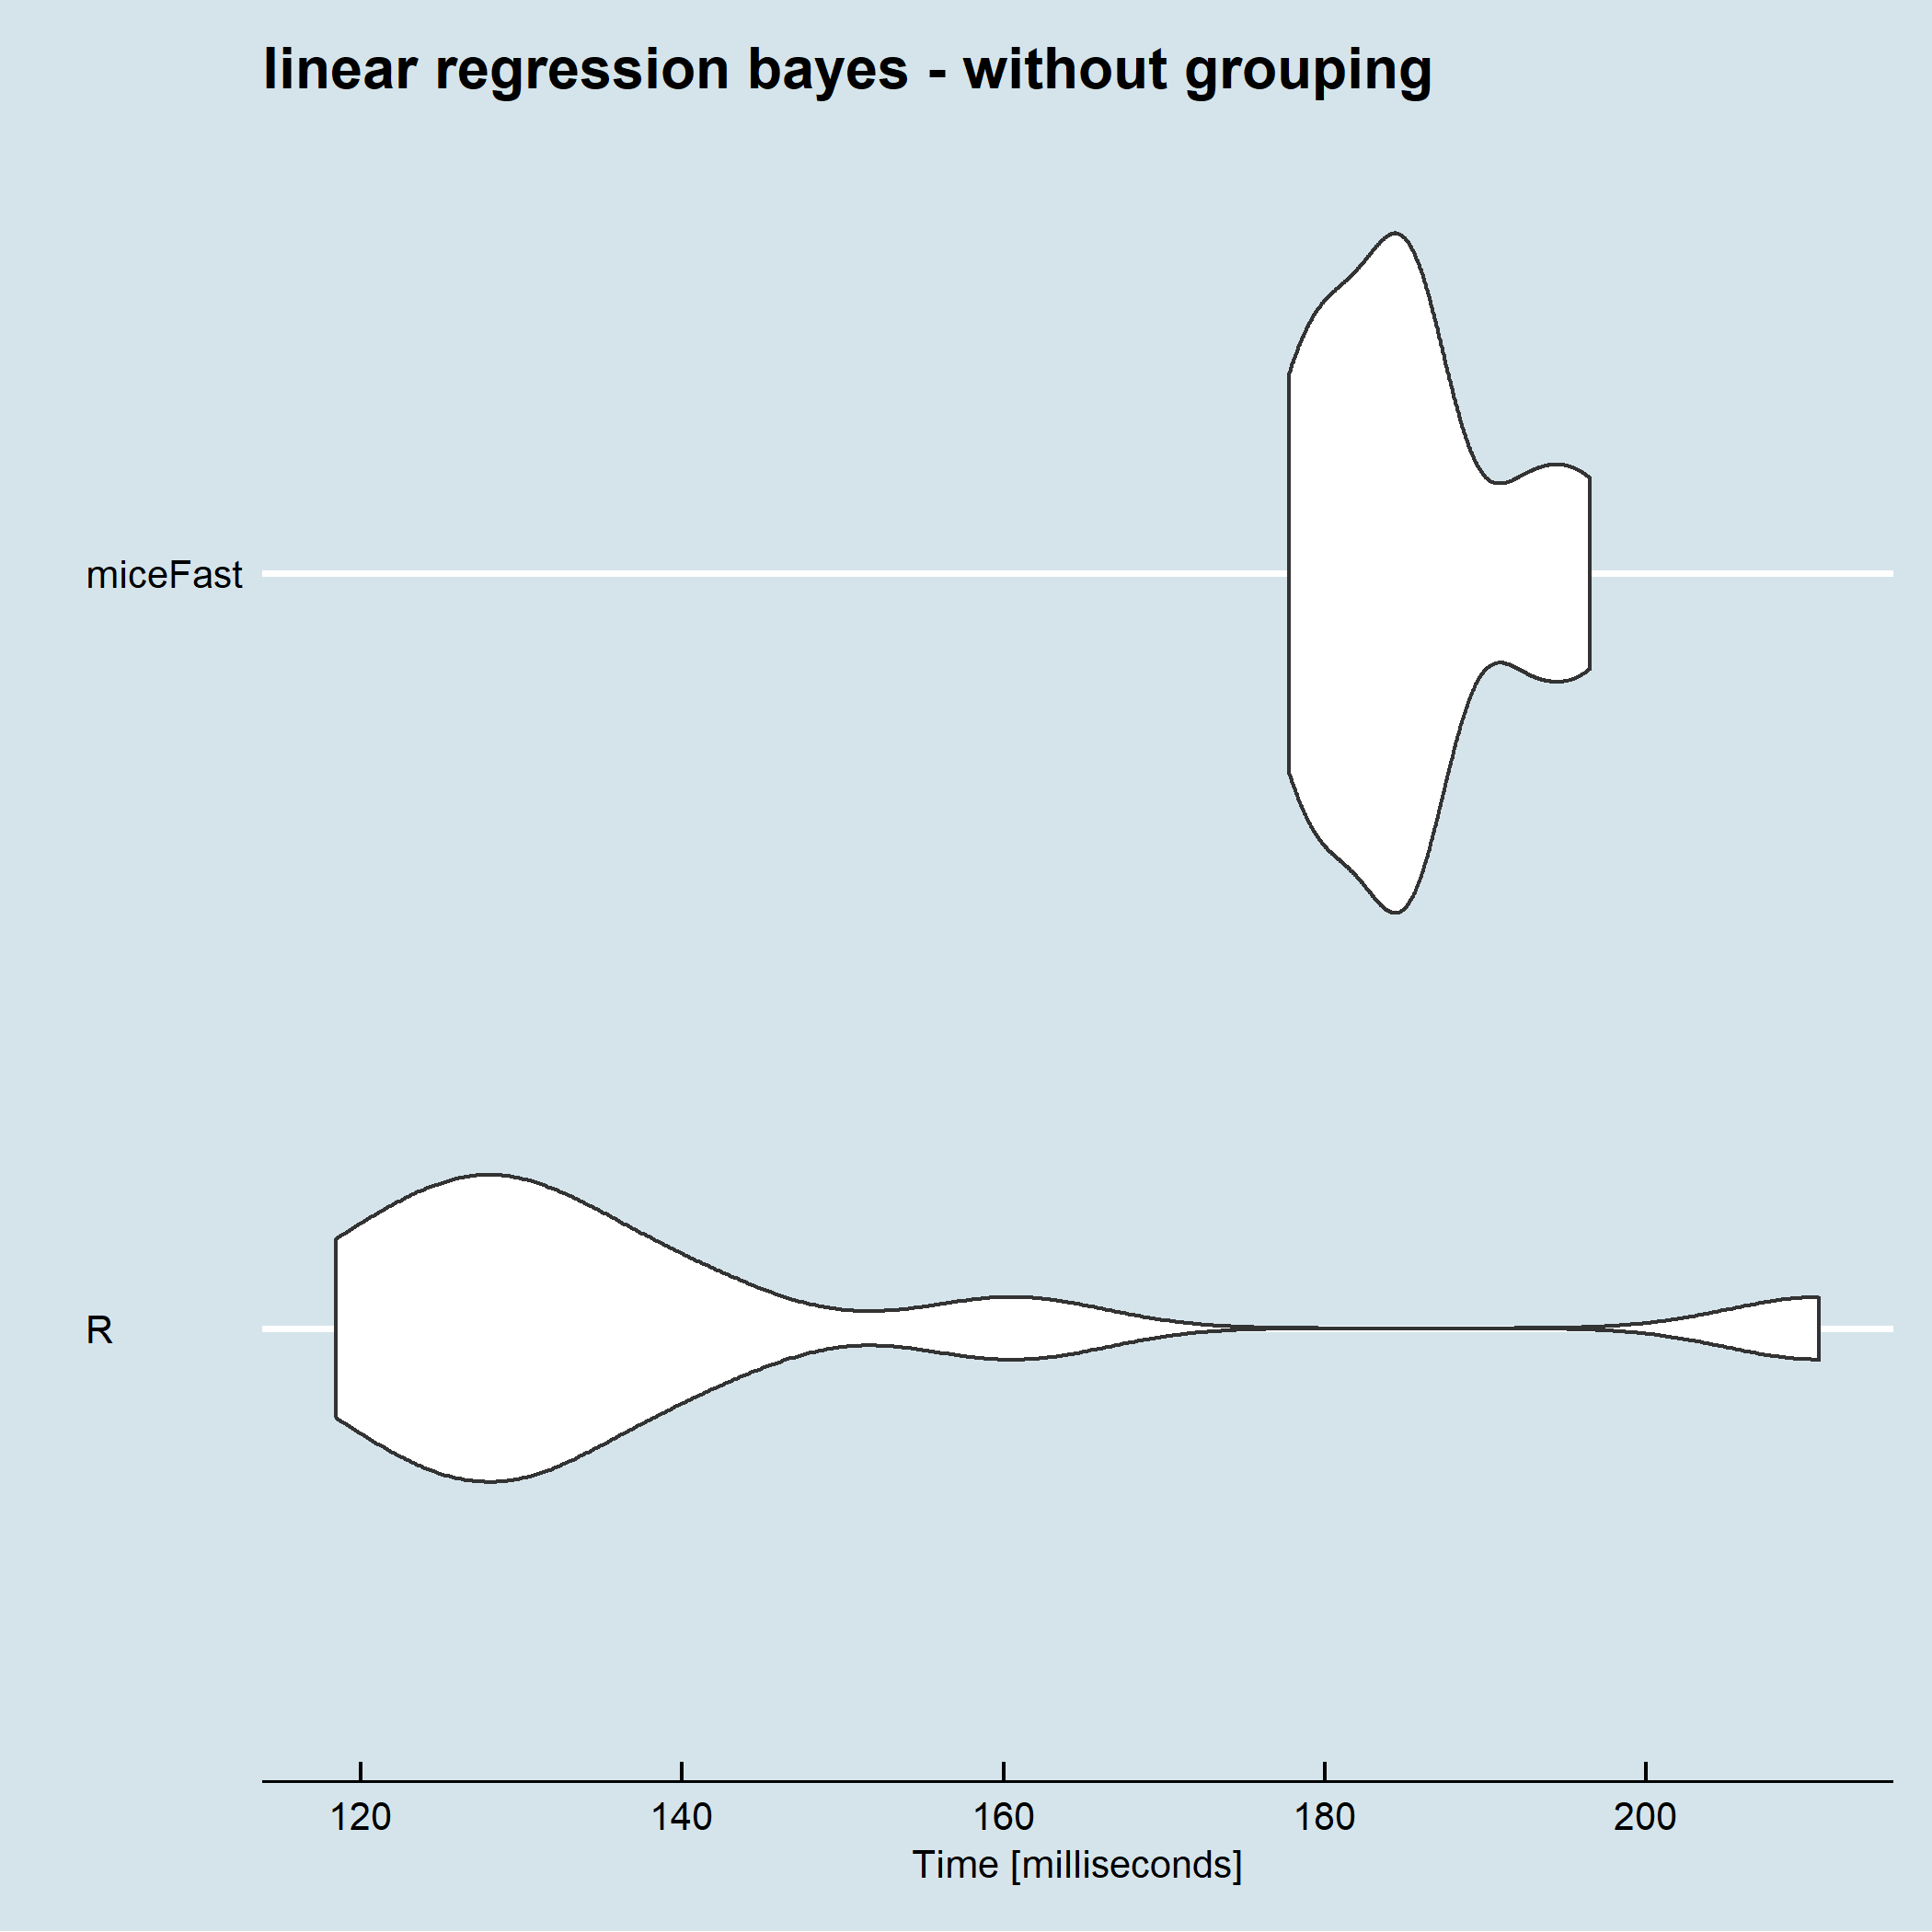 linear regression bayes - without grouping
miceFast
R
120 140 160 180 200
Time [milliseconds]